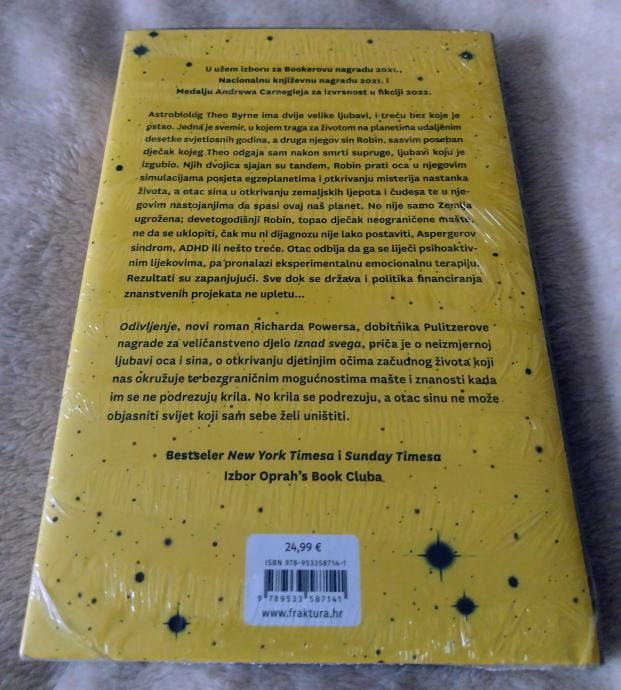 U užem izboru za Bookerovu nagradu 2021.,
Nacionalnu književnu nagradu 2021. i
Medalju Andrewa Carnegieja za izvrsnost u fikciji 2022.
Astrobiolog Theo Byrne ima dvije velike ljubavi, i treću bez koje je
ostao. Jedna je svemir, u kojem traga za životom na planetima udaljenim
desetke svjetlosnih godina, a druga njegov sin Robin, sasvim poseban
dječak kojeg Theo odgaja sam nakon smrti supruge, ljubavi koju je
izgubio. Njih dvojica sjajan su tandem, Robin prati oca u njegovim
simulacijama posjeta egzoplanetima i otkrivanju misterija nastanka
života, a otac sina u otkrivanju zemaljskih ljepota i čudesa te u nje-
govim nastojanjima da spasi ovaj naš planet. No nije samo Zemlja
ugrožena; devetogodišnji Robin, topao dječak neograničene mašte,
ne da se uklopiti, čak mu ni dijagnozu nije lako postaviti, Aspergerov
sindrom, ADHD ili nešto treće. Otac odbija da ga se liječi psihoaktiv-
nim lijekovima, pa pronalazi eksperimentalnu emocionalnu terapiju.
Rezultati su zapanjujući. Sve dok se država i politika financiranja
znanstvenih projekata ne upletu...
Odivljenje, novi roman Richarda Powersa, dobitnika Pulitzerove
nagrade za veličanstveno djelo Iznad svega, priča je o neizmjernoj
ljubavi oca i sina, o otkrivanju djetinjim očima začudnog života koji
nas okružuje te bezgraničnim mogućnostima mašte i znanosti kada
im se ne podrezuju krila. No krila se podrezuju, a otac sinu ne može
objasniti svijet koji sam sebe želi uništiti.
Bestseler New York Timesa i Sunday Timesa
Izbor Oprah's Book Cluba
24,99 €
ISBN 978-953358714-1
9 789533 587141
www.fraktura.hr